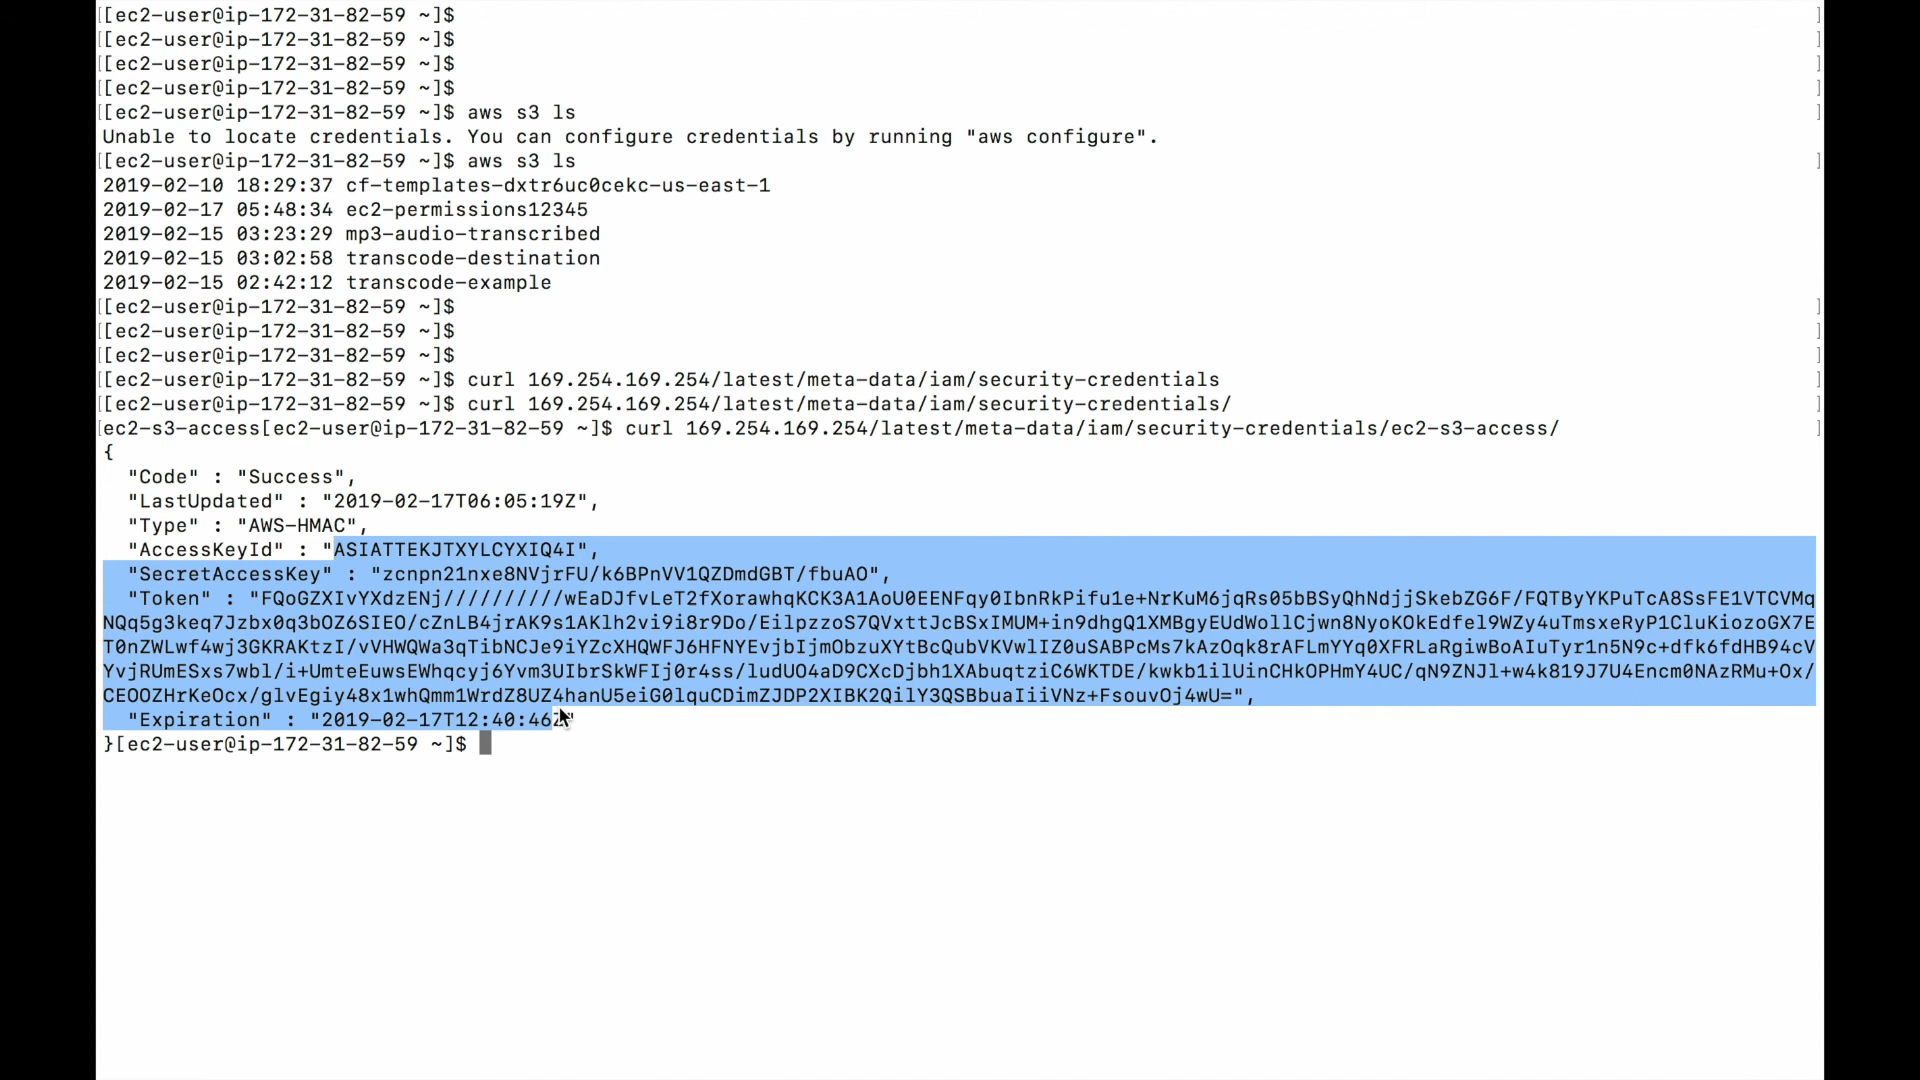 [ec2-user@ip-172-31-82-59 ~]$
[ec2-user@ip-172-31-82-59 ~]$
[ec2-user@ip-172-31-82-59 ~]$
[ec2-user@ip-172-31-82-59 ~]$
[ec2-user@ip-172-31-82-59 ~]$ aws s3 ls
Unable to locate credentials. You can configure credentials by running "aws configure".
[ec2-user@ip-172-31-82-59 ~]$ aws s3 ls
2019-02-10 18:29:37 cf-templates-dxtr6uc0cekc-us-east-1
2019-02-17 05:48:34 ec2-permissions12345
2019-02-15 03:23:29 mp3-audio-transcribed
2019-02-15 03:02:58 transcode-destination
2019-02-15 02:42:12 transcode-example
[ec2-user@ip-172-31-82-59 ~]$
[ec2-user@ip-172-31-82-59 ~]$
[ec2-user@ip-172-31-82-59 ~]$
[ec2-user@ip-172-31-82-59 ~]$ curl 169.254.169.254/latest/meta-data/iam/security-credentials
[ec2-user@ip-172-31-82-59 ~]$ curl 169.254.169.254/latest/meta-data/iam/security-credentials/
ec2-s3-access[ec2-user@ip-172-31-82-59 ~]$ curl 169.254.169.254/latest/meta-data/iam/security-credentials/ec2-s3-access/
{
"Code" : "Success",
"LastUpdated" : "2019-02-17T06:05:19Z",
"Type" : "AWS-HMAC",
"AccessKeyId" : "ASIATTEKJTXYLCYXIQ4I",
"SecretAccessKey" : "zcnpn21nxe8NVjrFU/k6BPnVV1QZDmdGBT/fbuAO",
"Token" : "FQoGZXIvYXdzENj//////////wEaDJfvLeT2fXorawhqKCK3A1AoU0EENFqy0IbnRkPifu1e+NrKuM6jqRs05bBSyQhNdjjSkebZG6F/FQTByYKPuTcA8SsFE1VTCVMq
NQq5g3keq7Jzbx0q3bOZ6SIEO/cZnLB4jrAK9s1AKlh2vi9i8r9Do/EilpzzoS7QVxttJcBSxIMUM+in9dhgQ1XMBgyEUdWollCjwn8NyoKOkEdfel9WZy4uTmsxeRyP1CluKiozoGX7E
T0nZWLwf4wj3GKRAKtzI/vVHWQWa3qTibNCJe9iYZcXHQWFJ6HFNYEvjbIjmObzuXYtBcQubVKVwlIZ0uSABPcMs7kAzOqk8rAFLmYYq0XFRLaRgiwBoAIuTyr1n5N9c+dfk6fdHB94cV
YvjRUmESxs7wbl/i+UmteEuwsEWhqcyj6Yvm3UIbrSkWFIj0r4ss/ludUO4aD9CXcDjbh1XAbuqtziC6WKTDE/kwkb1ilUinCHkOPHmY4UC/qN9ZNJl+w4k819J7U4Encm0NAzRMu+Ox/
CEOOZHrKeOcx/glvEgiy48x1whQmm1WrdZ8UZ4hanU5eiG0lquCDimZJDP2XIBK2QilY3QSBbuaIiiVNz+FsouvOj4wU=",
"Expiration" : "2019-02-17T12:40:46Z"
}[ec2-user@ip-172-31-82-59 ~]$